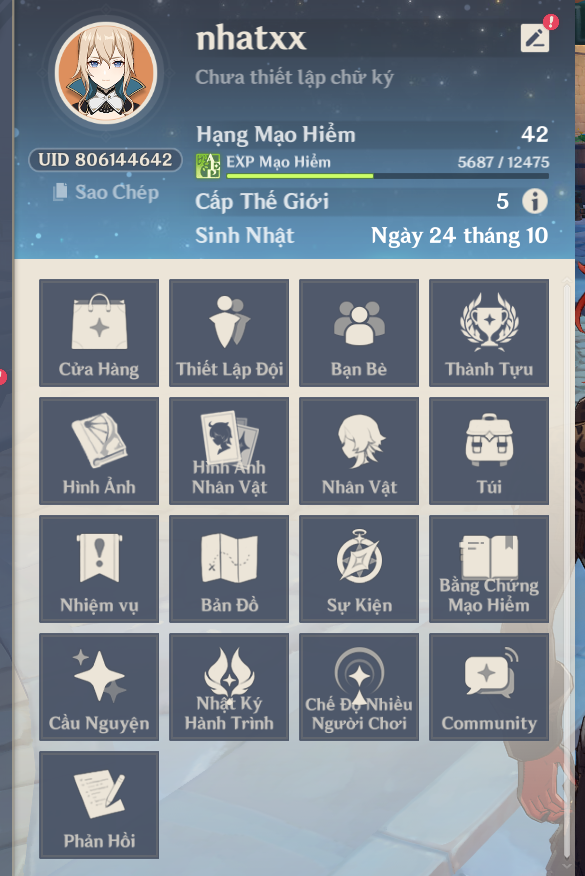 nhatxx
Chưa thiết lập chữ ký
Hạng Mạo Hiểm 42
EXP Mạo Hiểm 5687 / 12475
UID 806144642
Sao Chép
Cấp Thế Giới 5
Sinh Nhật Ngày 24 tháng 10
Cửa Hàng
Thiết Lập Đội
Bạn Bè
Thành Tựu
Hình Ảnh
Hình Ảnh
Nhân Vật
Nhân Vật
Túi
Nhiệm vụ
Bản Đồ
Sự Kiện
Bằng Chứng
Mạo Hiểm
Cầu Nguyện
Nhật Ký
Hành Trình
Chế Độ Nhiều
Người Chơi
Community
Phản Hồi